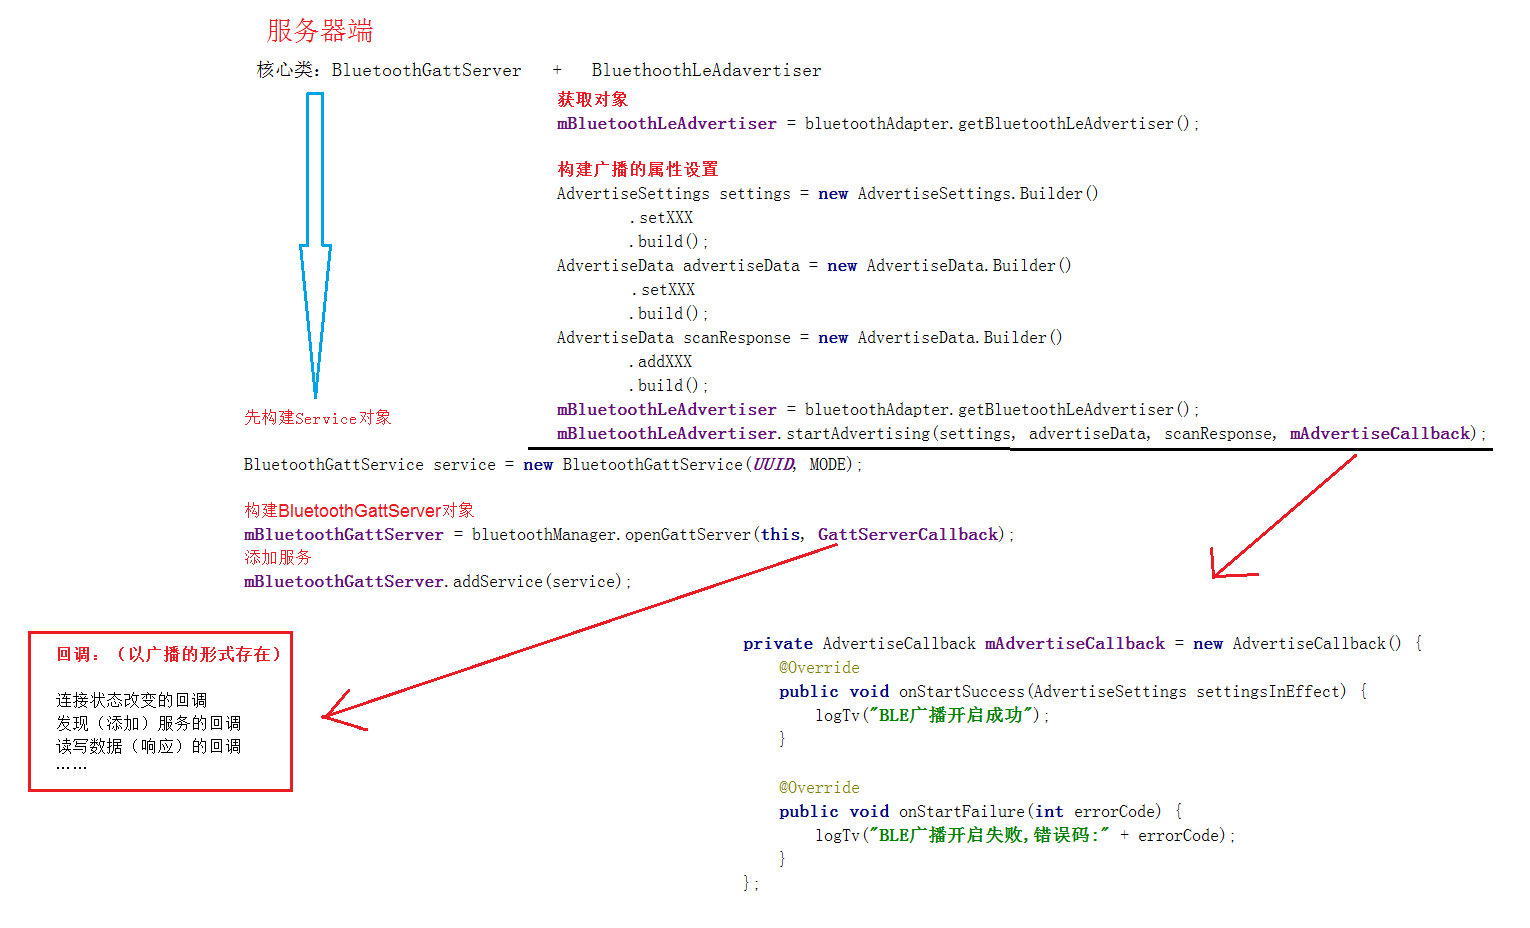 服务器端
核心类：BluetoothGattServer + BluethoothLeAdavertiser
获取对象
mBluetoothLeAdvertiser = bluetoothAdapter.getBluetoothLeAdvertiser();
构建广播的属性设置
AdvertiseSettings settings = new AdvertiseSettings.Builder()
.setXXX
.build();
AdvertiseData advertiseData = new AdvertiseData.Builder()
.setXXX
.build();
AdvertiseData scanResponse = new AdvertiseData.Builder()
.addXXX
.build();
mBluetoothLeAdvertiser = bluetoothAdapter.getBluetoothLeAdvertiser();
mBluetoothLeAdvertiser.startAdvertising(settings, advertiseData, scanResponse, mAdvertiseCallback);
先构建Service对象
BluetoothGattService service = new BluetoothGattService(UUID, MODE);
构建BluetoothGattServer对象
mBluetoothGattServer = bluetoothManager.openGattServer(this, GattServerCallback);
添加服务
mBluetoothGattServer.addService(service);
回调：（以广播的形式存在）
连接状态改变的回调
发现（添加）服务的回调
读写数据（响应）的回调
……
private AdvertiseCallback mAdvertiseCallback = new AdvertiseCallback() {
@Override
public void onStartSuccess(AdvertiseSettings settingsInEffect) {
logTv("BLE广播开启成功");
}
@Override
public void onStartFailure(int errorCode) {
logTv("BLE广播开启失败,错误码:" + errorCode);
}
};